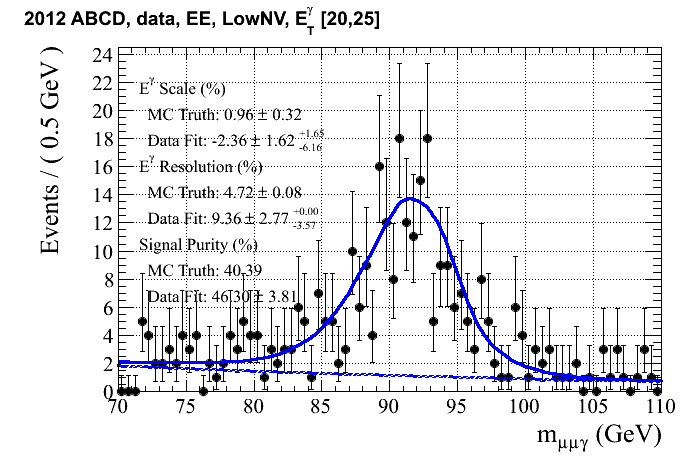 2012 ABCD, data, EE, LowNV, E_T^γ [20,25]
Events / ( 0.5 GeV )
24
22
20
18
16
14
12
10
8
6
4
2
0
E^γ Scale (%)
MC Truth: 0.96 ± 0.32
Data Fit: -2.36 ± 1.62 +1.65 -6.16
E^γ Resolution (%)
MC Truth: 4.72 ± 0.08
Data Fit: 9.36 ± 2.77 +0.00 -3.57
Signal Purity (%)
MC Truth: 40.39
Data Fit: 46.30 ± 3.81
70 75 80 85 90 95 100 105 110
m_μμγ (GeV)